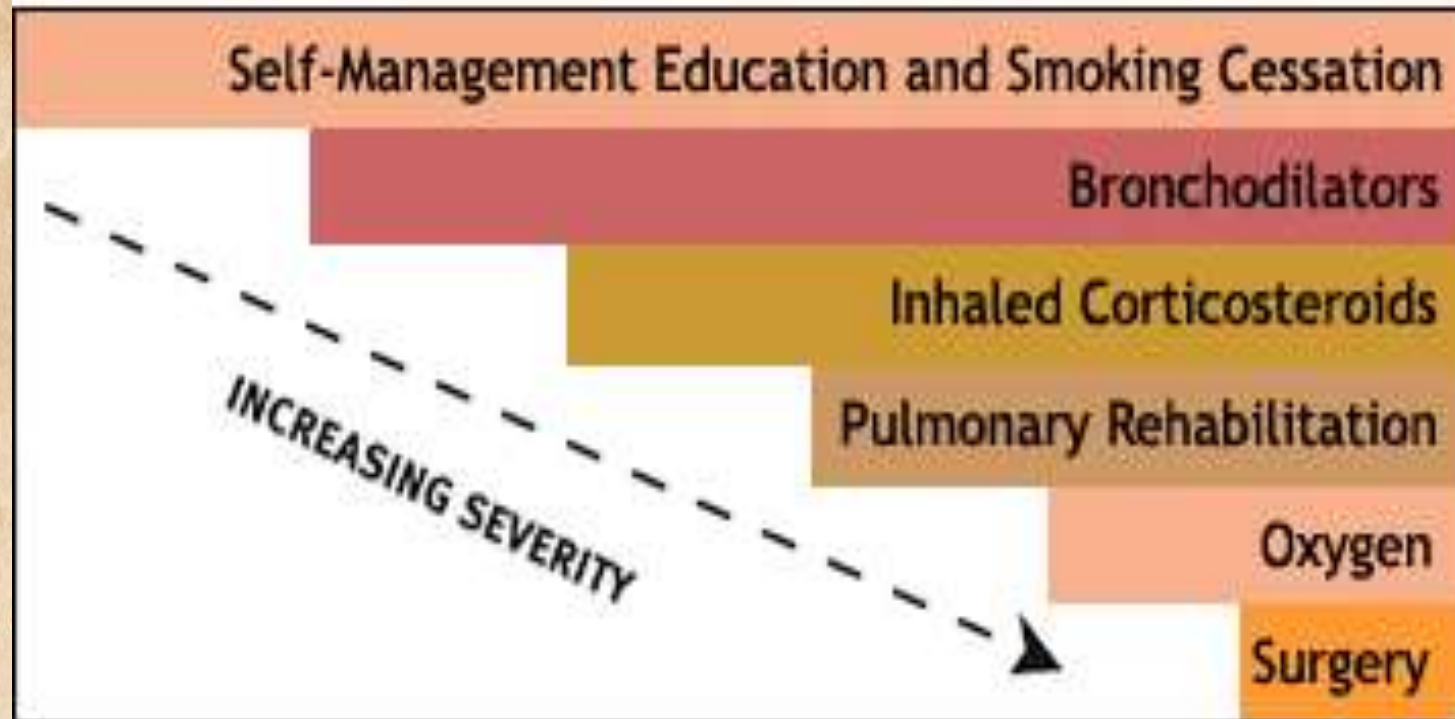 Self-Management Education and Smoking Cessation
Bronchodilators
Inhaled Corticosteroids
Pulmonary Rehabilitation
Oxygen
Surgery
INCREASING SEVERITY